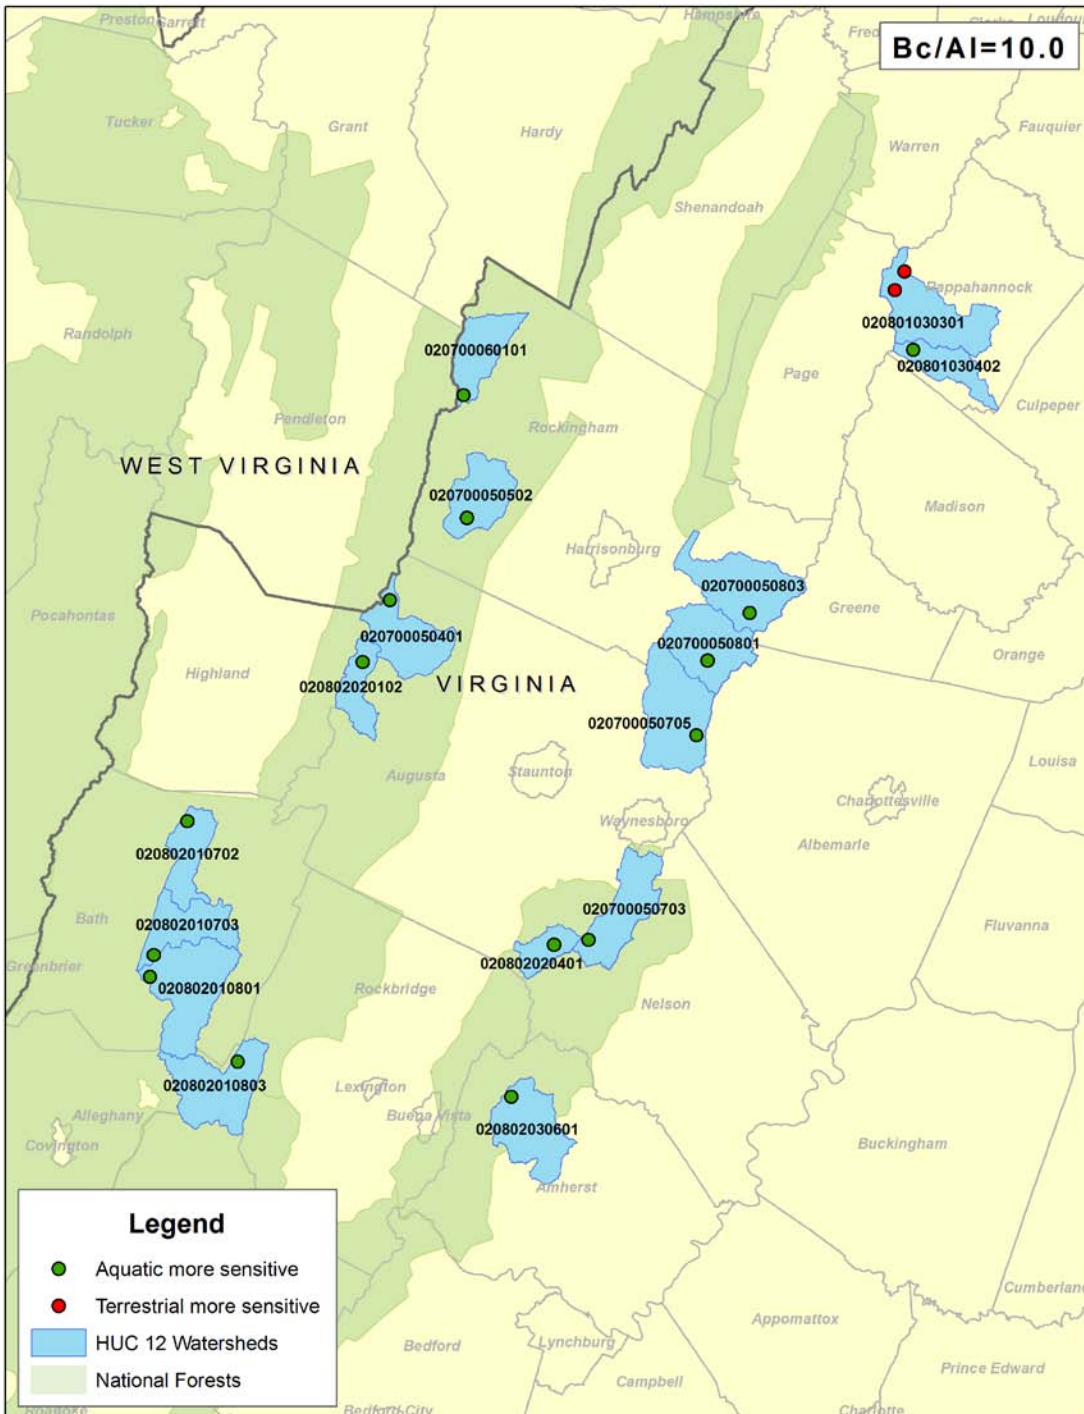 Preston
Garrett
Hampshire
Bc/Al=10.0
Tucker
Grant
Hardy
Fauquier
Warren
Shenandoah
Rappahannock
020801030301
Randolph
020700060101
020801030402
Page
Culpeper
Pendleton
Rockingham
WEST VIRGINIA
020700050502
Madison
Harrisonburg
020700050803
Pocahontas
Greene
020700050401
020700050801
Orange
Highland
020802020102
VIRGINIA
020700050705
Louisa
Augusta
Staunton
Charlottesville
Waynesboro
Albemarle
020802010702
020700050703
Bath
020802010703
Fluvanna
Greenbrier
020802020401
020802010801
Rockbridge
Nelson
020802010803
Lexington
Alleghany
Buena Vista
020802030601
Covington
Buckingham
Amherst
Legend
Aquatic more sensitive
Terrestrial more sensitive
HUC 12 Watersheds
National Forests
Cumberland
Appomattox
Bedford
Lynchburg
Prince Edward
Campbell
Roanoke
Bedford City
Charlotte